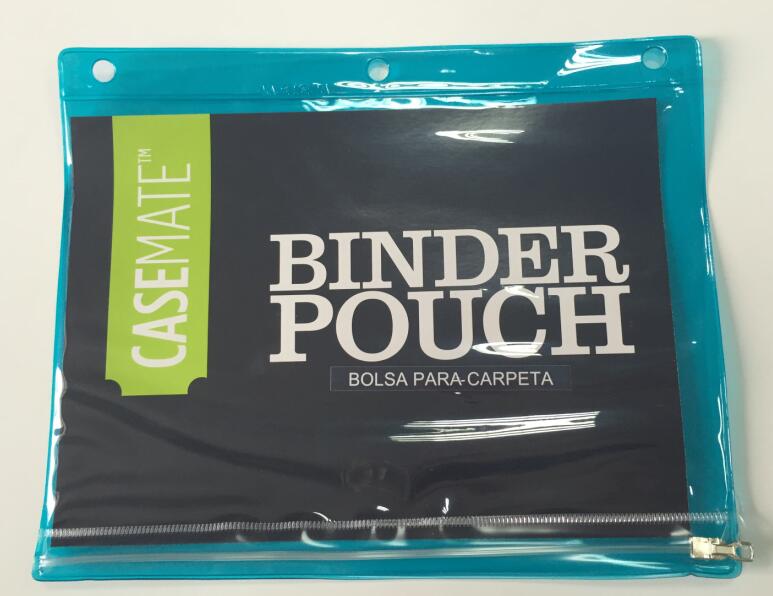 CASEMATE™
BINDER
POUCH
BOLSA PARA CARPETA